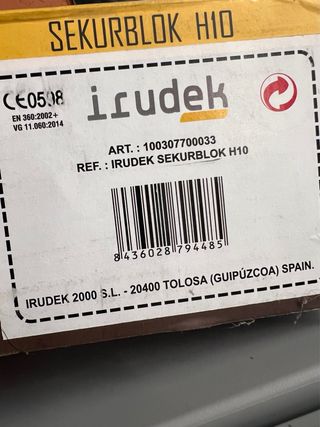 SEKURBLOK H10
CE0598
irudek
EN 360:2002+
VG 11.060:2014
ART. : 100307700033
REF. : IRUDEK SEKURBLOK H10
8436028794485
IRUDEK 2000 S.L. - 20400 TOLOSA (GUIPÚZCOA) SPAIN.